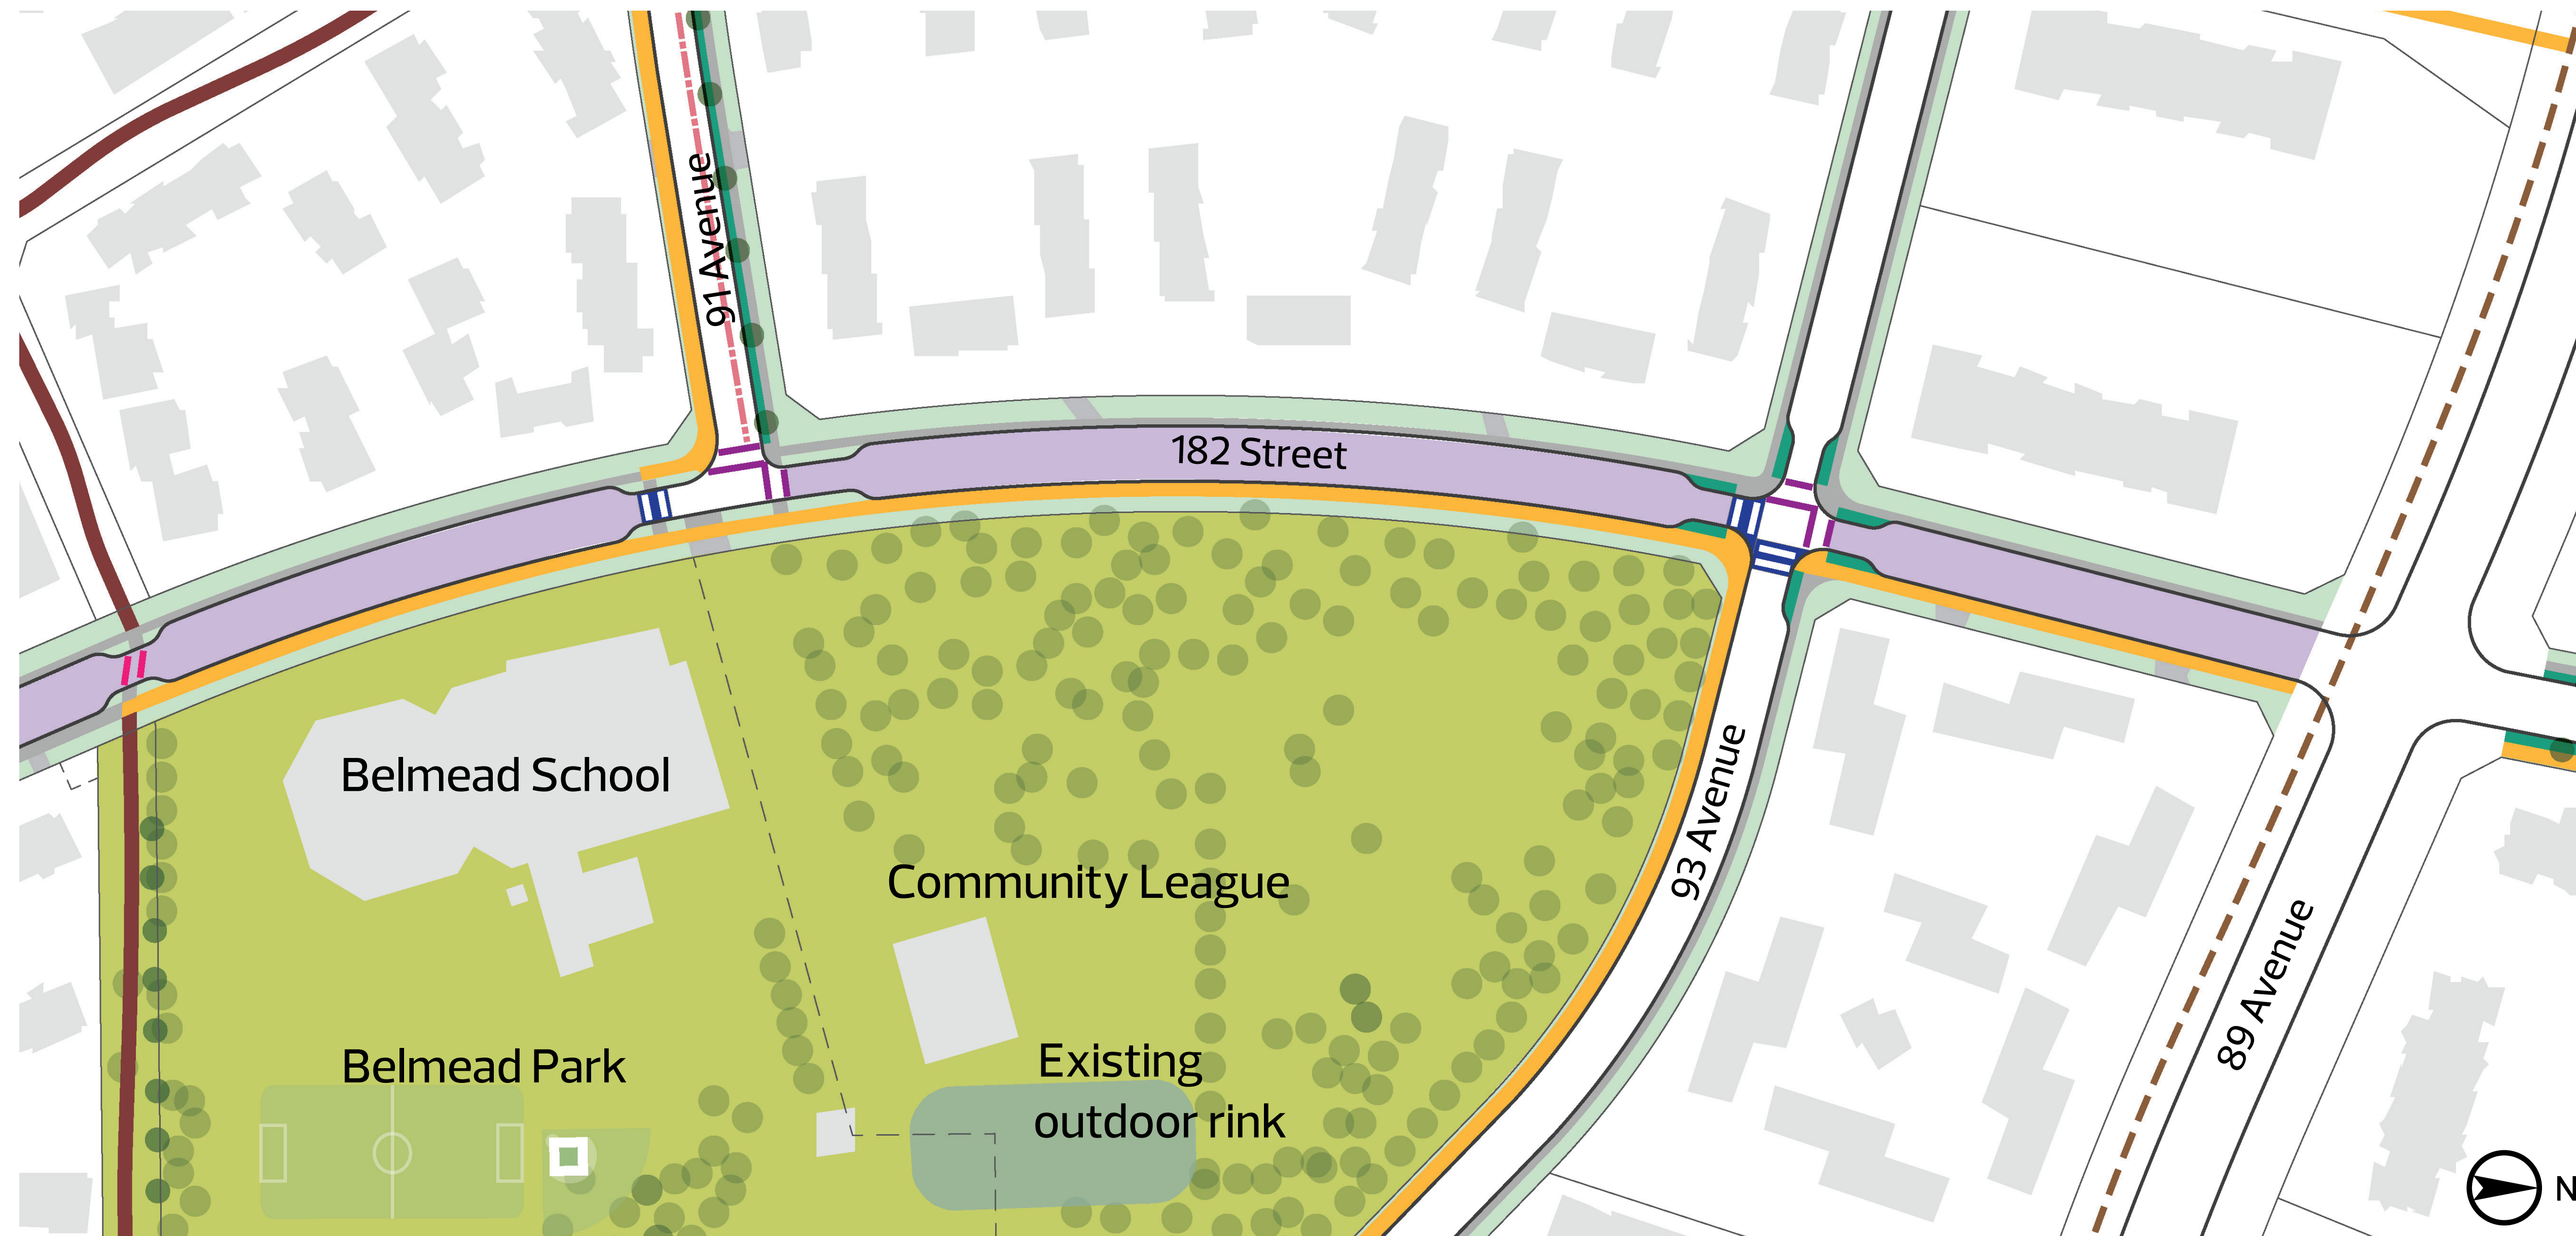 91 Avenue
182 Street
Belmead School
93 Avenue
Community League
89 Avenue
Belmead Park
Existing
outdoor rink
N